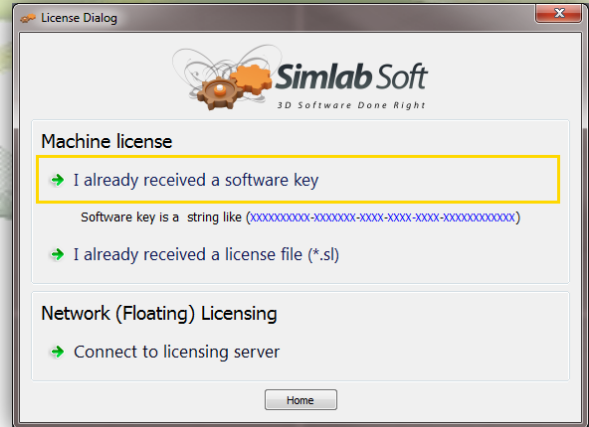 License Dialog
Simlab Soft
3D Software Done Right
Machine license
I already received a software key
Software key is a string like (XXXXXXXXXX-XXXXXXX-XXXX-XXXX-XXXX-XXXXXXXXXXXX)
I already received a license file (*.sl)
Network (Floating) Licensing
Connect to licensing server
Home